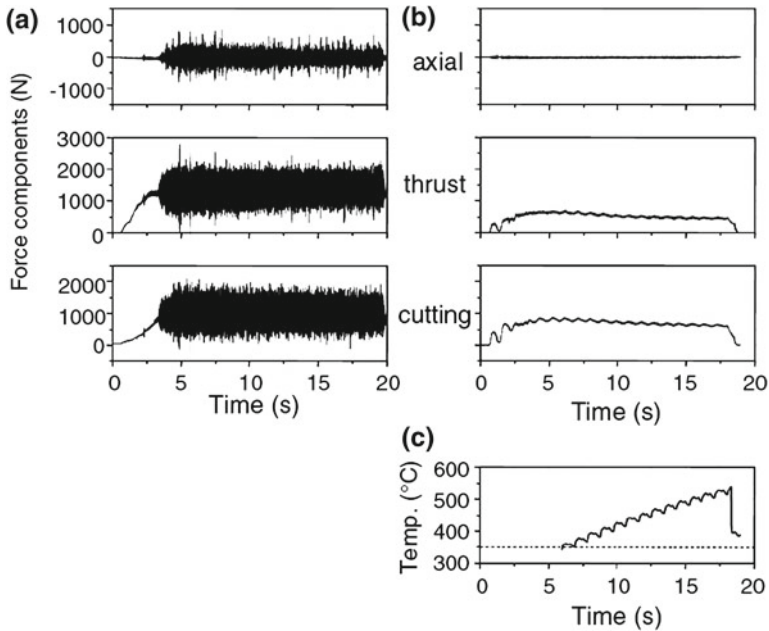 (a)
(b)
Force components (N)
1000
0
-1000
axial
3000
2000
1000
0
thrust
2000
1000
0
cutting
0 5 10 15 20
Time (s)
0 5 10 15 20
Time (s)
(c)
Temp. (°C)
600
500
400
300
0 5 10 15 20
Time (s)